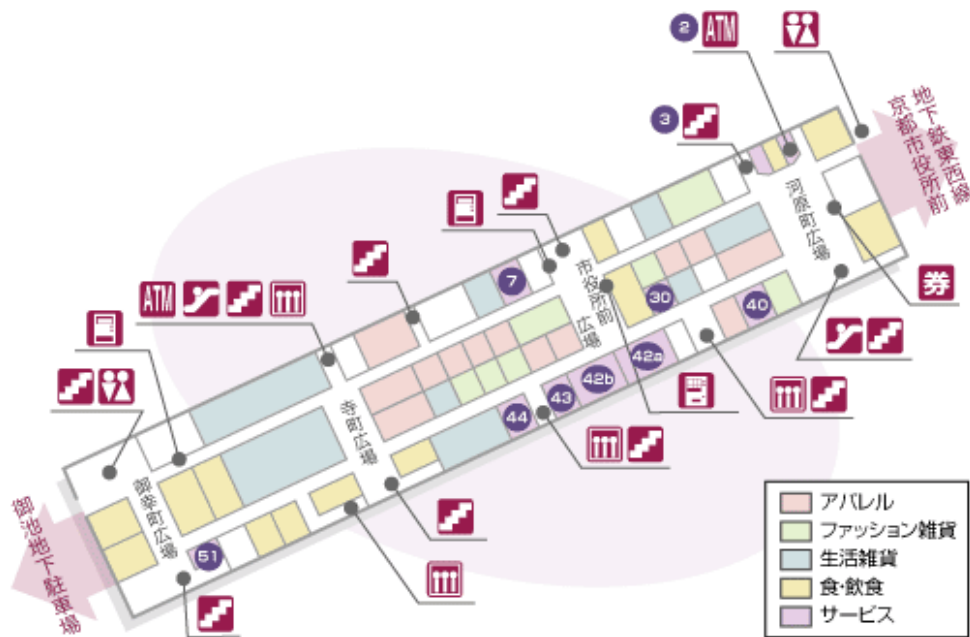 2 ATM
3
地下鉄東西線
京都市役所前
河原町広場
券
7
市役所前
広場
30
40
ATM
42a
42b
43
44
幸町広場
御幸町広場
51
御池地下駐車場
アパレル
ファッション雑貨
生活雑貨
食・飲食
サービス